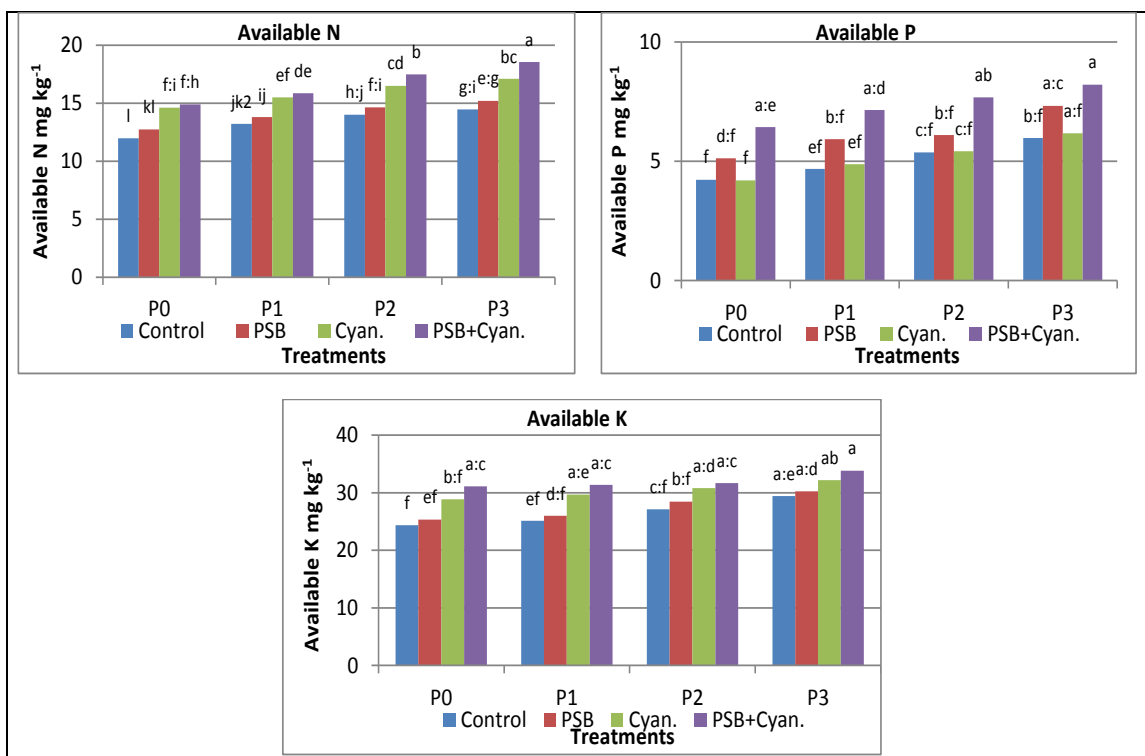 Available N
Available N mg kg⁻¹
20
15
10
5
0
l kl f:i f:h
jk2 ij ef de
h:j f:i cd b
g:i e:g bc a
P0 P1 P2 P3
Control PSB Cyan. PSB+Cyan.
Treatments
Available P
Available P mg kg⁻¹
10
5
0
f d:f f a:e
ef b:f ef a:d
c:f b:f c:f ab
b:f a:c a:f a
P0 P1 P2 P3
Control PSB Cyan. PSB+Cyan.
Treatments
Available K
Available K mg kg⁻¹
40
30
20
10
0
f ef b:f a:c
ef d:f a:e a:c
c:f b:f a:d a:c
a:e a:d ab a
P0 P1 P2 P3
Control PSB Cyan. PSB+Cyan.
Treatments